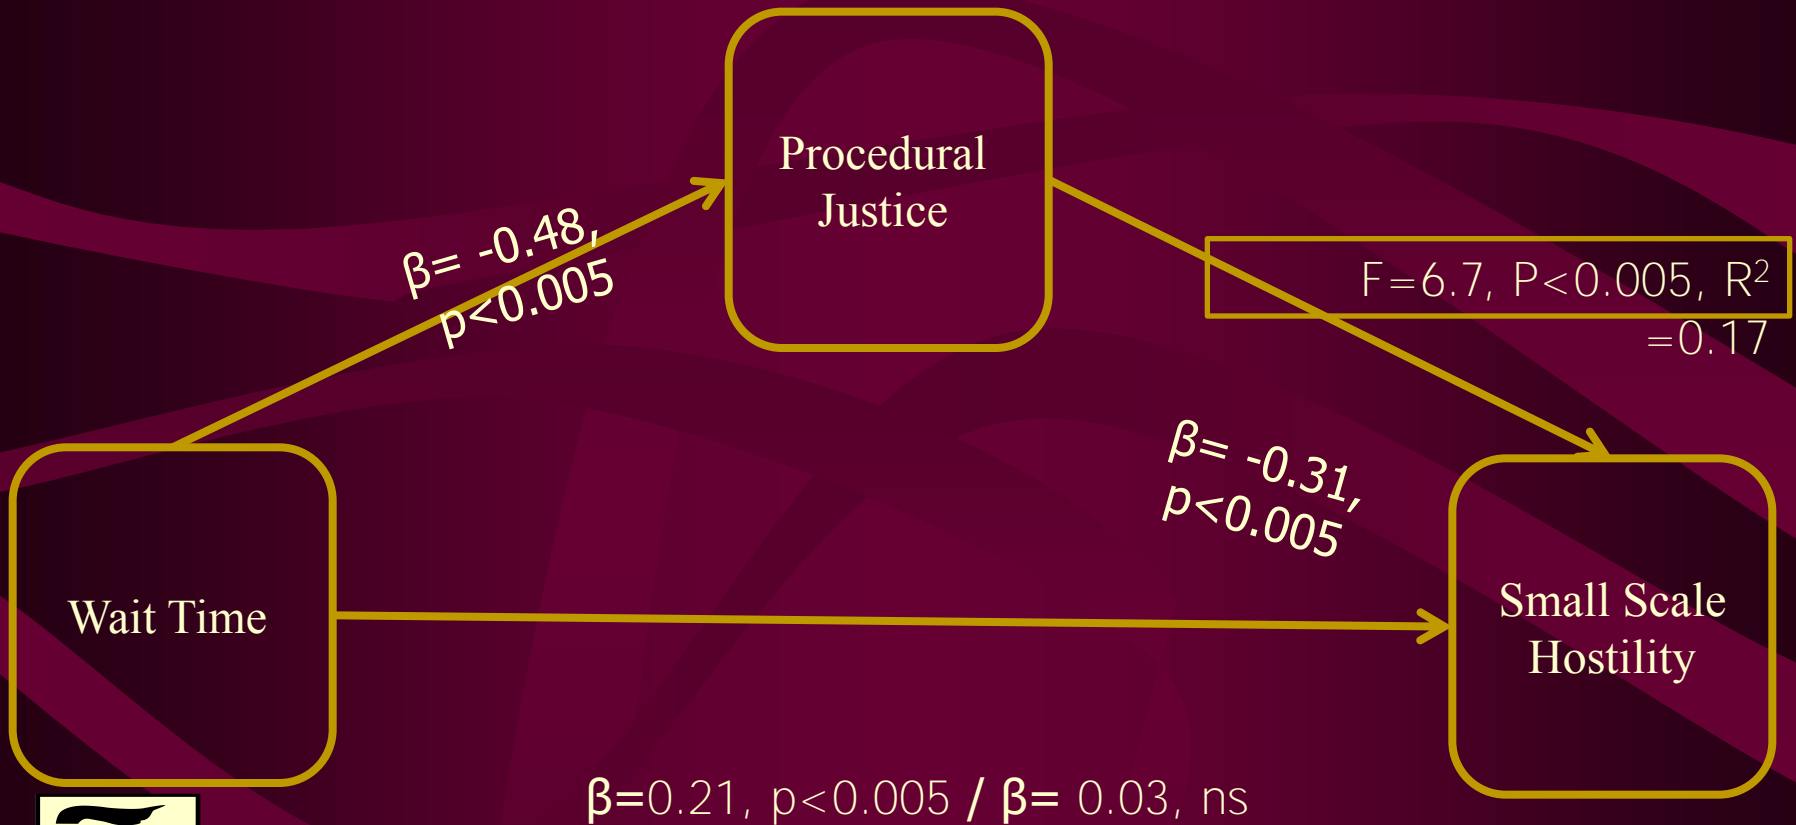 Procedural
Justice
β= -0.48,
p<0.005
F=6.7, P<0.005, R²
=0.17
β= -0.31,
p<0.005
Wait Time
Small Scale
Hostility
β=0.21, p<0.005 / β= 0.03, ns